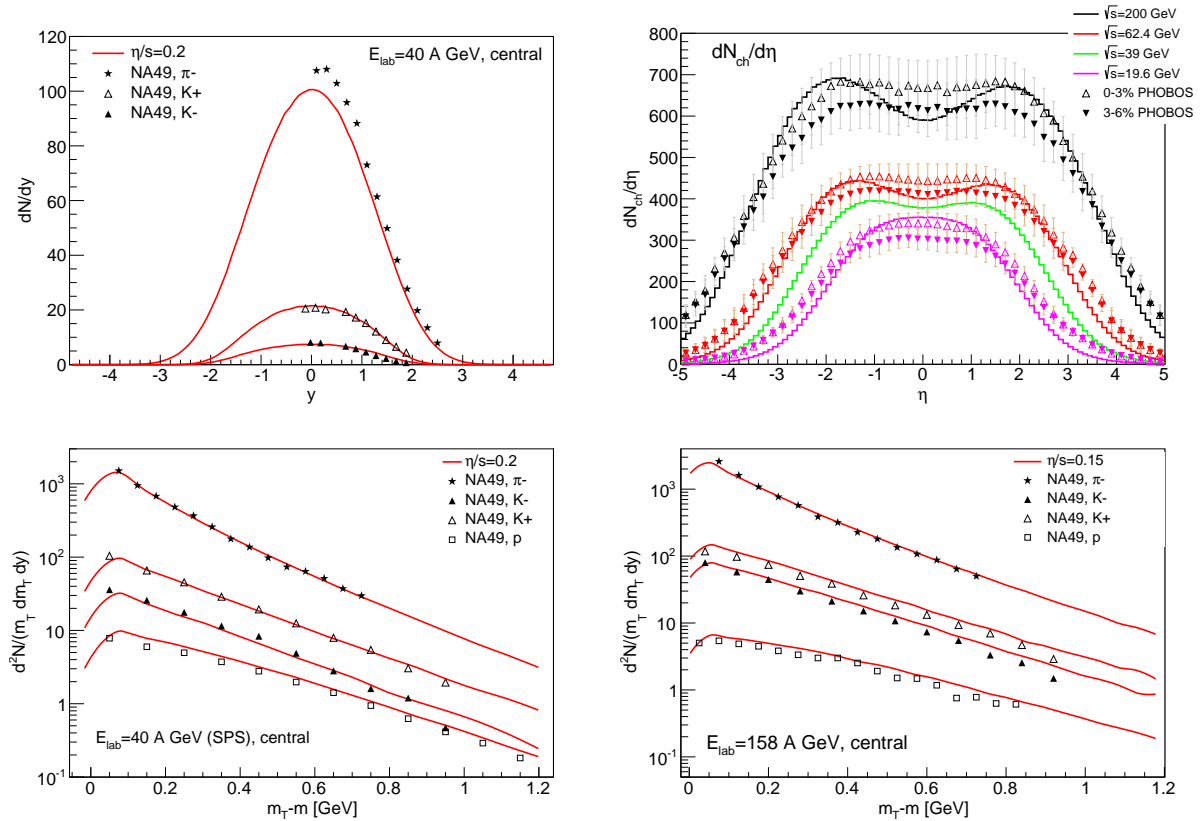 E_lab=40 A GeV, central
η/s=0.2
NA49, π-
NA49, K+
NA49, K-
dN/dy
120
100
80
60
40
20
0
-4 -3 -2 -1 0 1 2 3 4
y
dN_ch/dη
√s=200 GeV
√s=62.4 GeV
√s=39 GeV
√s=19.6 GeV
0-3% PHOBOS
3-6% PHOBOS
dN_ch/dη
800
700
600
500
400
300
200
100
0
-5 -4 -3 -2 -1 0 1 2 3 4 5
η
η/s=0.2
NA49, π-
NA49, K-
NA49, K+
NA49, p
d²N/(m_T dm_T dy)
10³
10²
10
1
10⁻¹
E_lab=40 A GeV (SPS), central
0 0.2 0.4 0.6 0.8 1 1.2
m_T-m [GeV]
η/s=0.15
NA49, π-
NA49, K-
NA49, K+
NA49, p
d²N/(m_T dm_T dy)
10³
10²
10
1
10⁻¹
E_lab=158 A GeV, central
0 0.2 0.4 0.6 0.8 1 1.2
m_T-m [GeV]